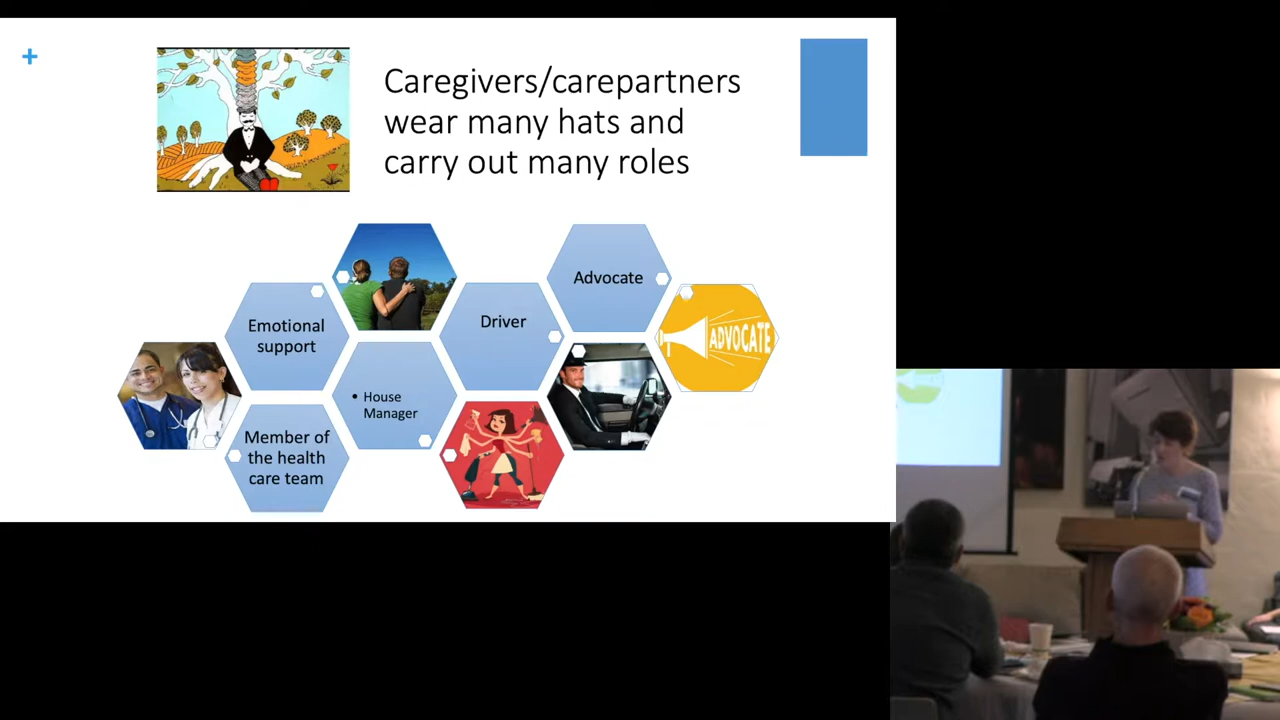 +
Caregivers/carepartners
wear many hats and
carry out many roles
Advocate
Driver
Emotional
support
ADVOCATE
• House
Manager
Member of
the health
care team